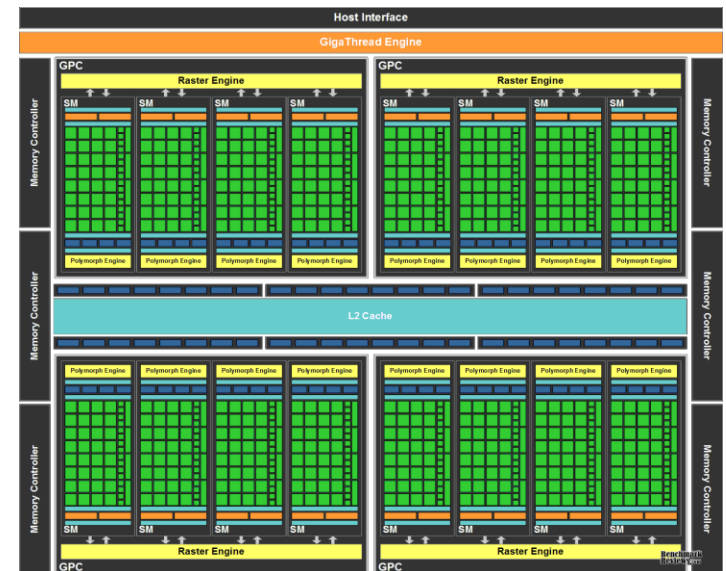 Host Interface
GigaThread Engine
GPC
GPC
Raster Engine
Raster Engine
SM SM SM SM
SM SM SM SM
Polymorph Engine Polymorph Engine Polymorph Engine Polymorph Engine
Polymorph Engine Polymorph Engine Polymorph Engine Polymorph Engine
Memory Controller
Memory Controller
Memory Controller
L2 Cache
Memory Controller
Memory Controller
Memory Controller
Polymorph Engine Polymorph Engine Polymorph Engine Polymorph Engine
Polymorph Engine Polymorph Engine Polymorph Engine Polymorph Engine
SM SM SM SM
SM SM SM SM
Raster Engine
Raster Engine
GPC
GPC
Benchmark
Reviews.com